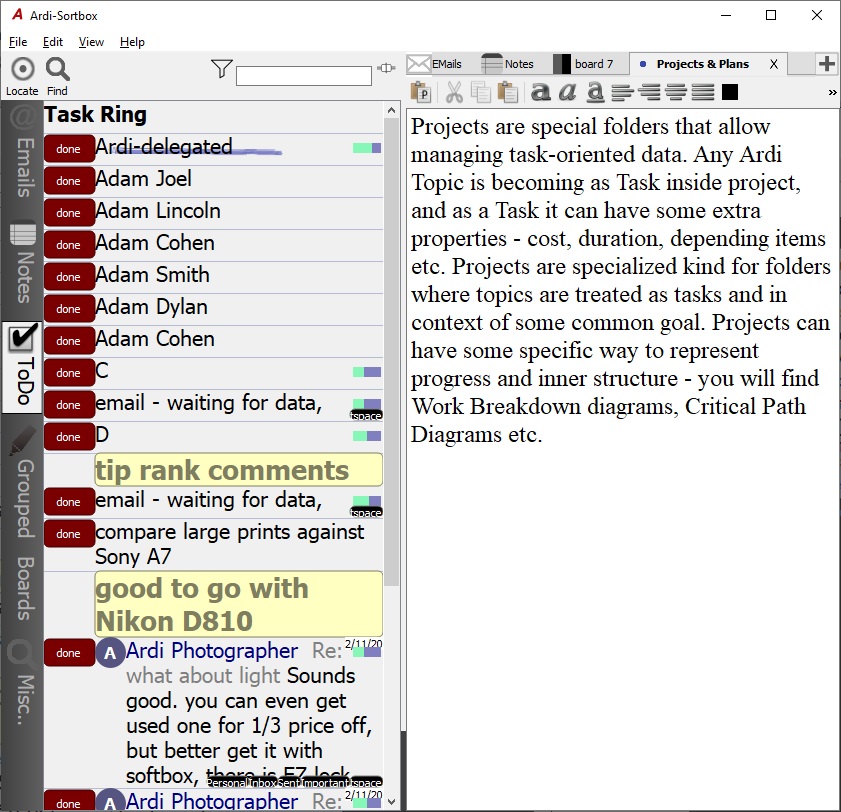 Ardi-Sortbox
File Edit View Help
Locate Find
EMails Notes board 7 Projects & Plans X
Emails
Notes
ToDo
Grouped
Boards
Misc..
Task Ring
done Ardi-delegated
done Adam Joel
done Adam Lincoln
done Adam Cohen
done Adam Smith
done Adam Dylan
done Adam Cohen
done C
done email - waiting for data,
tspace
done D
tip rank comments
done email - waiting for data,
tspace
done compare large prints against
Sony A7
good to go with
Nikon D810
done A Ardi Photographer Re: 2/11/20
what about light Sounds
good. you can even get
used one for 1/3 price off,
but better get it with
softbox, there is EZ lock
PersonalInboxSentImportanttspace
done A Ardi Photographer Re: 2/11/20
Projects are special folders that allow
managing task-oriented data. Any Ardi
Topic is becoming as Task inside project,
and as a Task it can have some extra
properties - cost, duration, depending items
etc. Projects are specialized kind for folders
where topics are treated as tasks and in
context of some common goal. Projects can
have some specific way to represent
progress and inner structure - you will find
Work Breakdown diagrams, Critical Path
Diagrams etc.